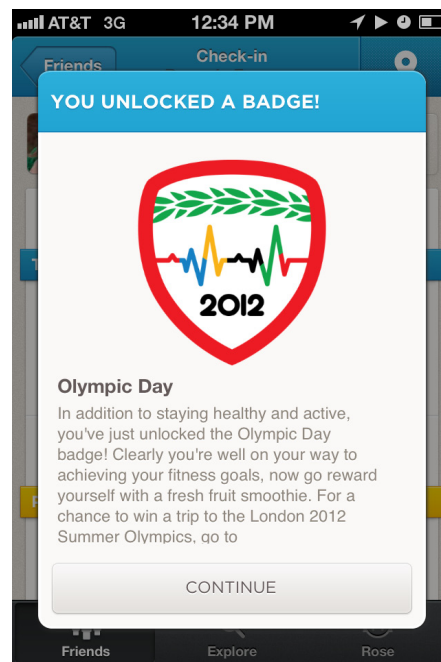 AT&T 3G 12:34 PM
Friends Check-in
YOU UNLOCKED A BADGE!
2012
Olympic Day
In addition to staying healthy and active,
you've just unlocked the Olympic Day
badge! Clearly you're well on your way to
achieving your fitness goals, now go reward
yourself with a fresh fruit smoothie. For a
chance to win a trip to the London 2012
Summer Olympics, go to
CONTINUE
Friends Explore Rose